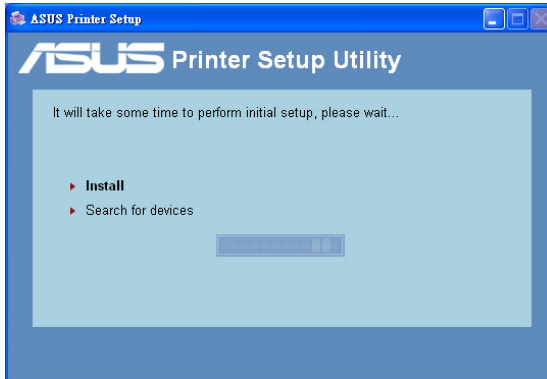 ASUS Printer Setup
ASUS Printer Setup Utility
It will take some time to perform initial setup, please wait...
Install
Search for devices